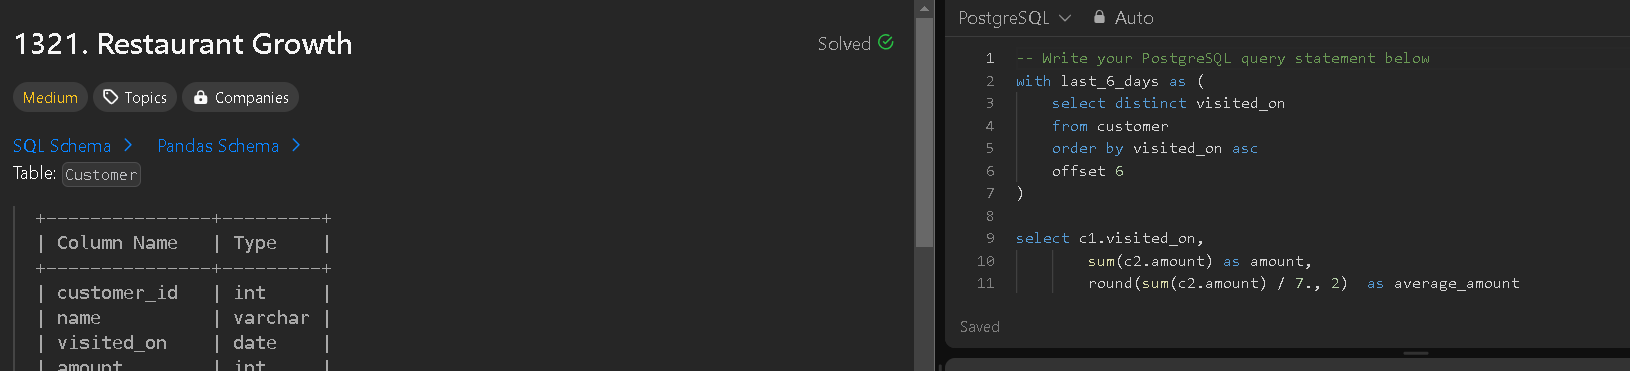 1321. Restaurant Growth
Solved
Medium Topics Companies
SQL Schema > Pandas Schema >
Table: Customer
+---------------+---------+
| Column Name   | Type    |
+---------------+---------+
| customer_id   | int     |
| name          | varchar |
| visited_on    | date    |
| amount        | int     |
PostgreSQL Auto
1 -- Write your PostgreSQL query statement below
2 with last_6_days as (
3     select distinct visited_on
4     from customer
5     order by visited_on asc
6     offset 6
7 )
8
9 select c1.visited_on,
10         sum(c2.amount) as amount,
11         round(sum(c2.amount) / 7., 2)  as average_amount
Saved